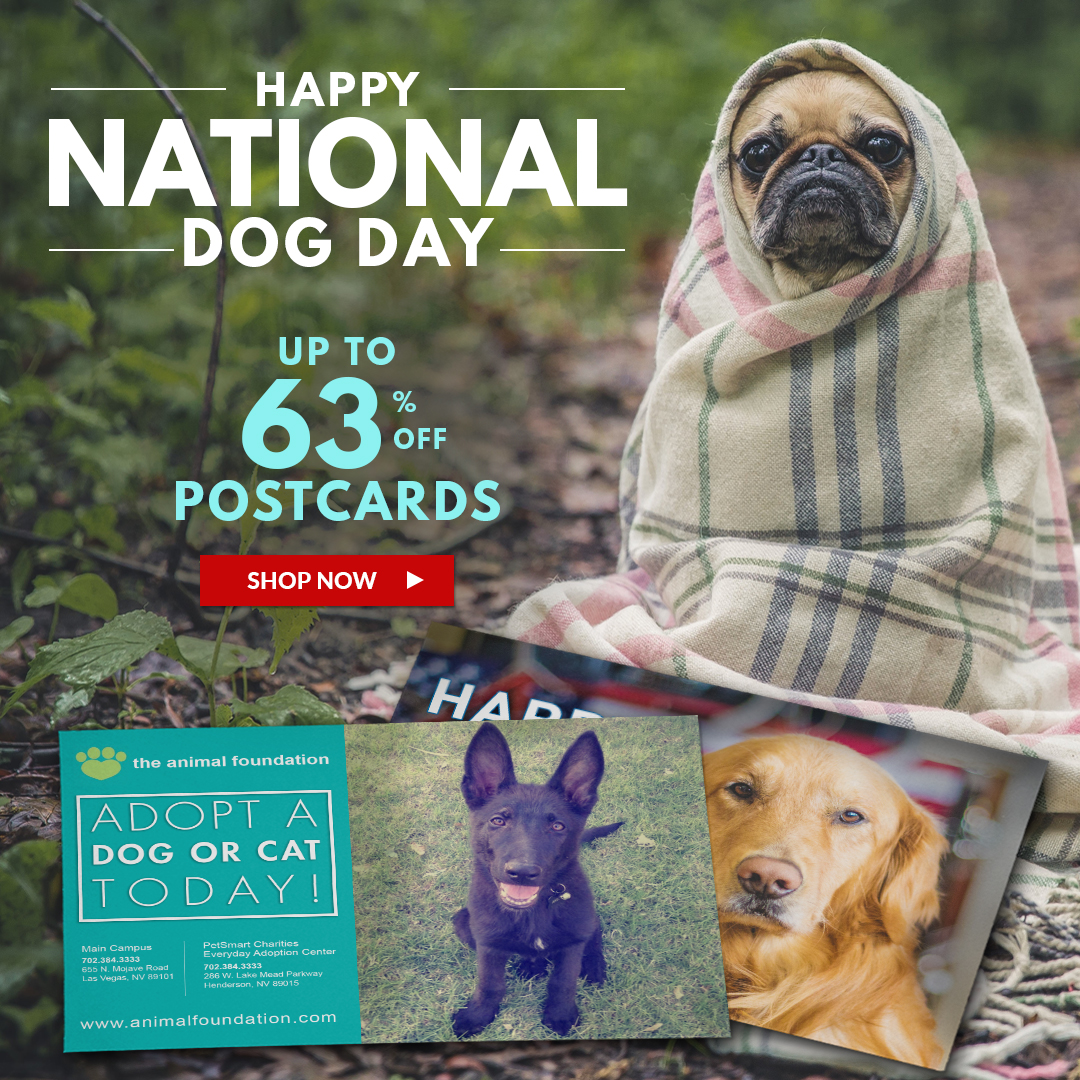 HAPPY
NATIONAL
DOG DAY
UP TO
63% OFF
POSTCARDS
SHOP NOW
HAPP
the animal foundation
ADOPT A
DOG OR CAT
TODAY!
Main Campus
702.384.3333
655 N. Mojave Road
Las Vegas, NV 89101
PetSmart Charities
Everyday Adoption Center
702.384.3333
286 W. Lake Mead Parkway
Henderson, NV 89015
www.animalfoundation.com